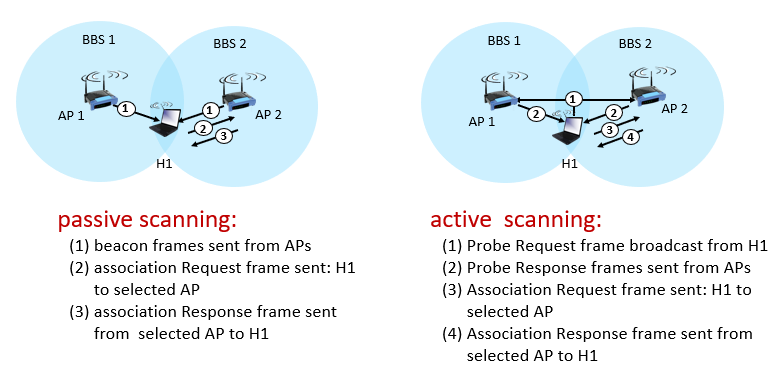 BBS 1
BBS 2
AP 1
1
1
2
3
AP 2
H1
passive scanning:
(1) beacon frames sent from APs
(2) association Request frame sent: H1
to selected AP
(3) association Response frame sent
from selected AP to H1
BBS 1
BBS 2
AP 1
1
2
2
3
4
AP 2
H1
active scanning:
(1) Probe Request frame broadcast from H1
(2) Probe Response frames sent from APs
(3) Association Request frame sent: H1 to
selected AP
(4) Association Response frame sent from
selected AP to H1